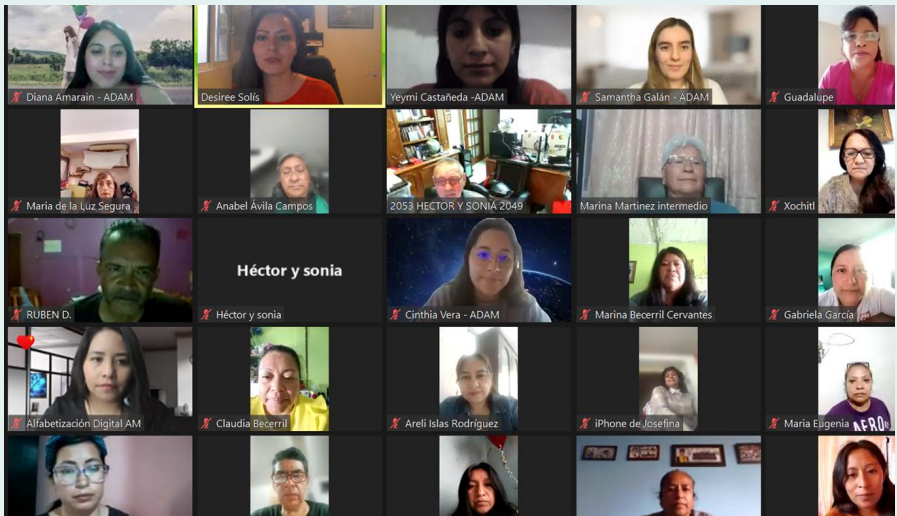 Diana Amarain - ADAM
Desiree Solís
Yeymi Castañeda -ADAM
Samantha Galán - ADAM
Guadalupe
Maria de la Luz Segura
Anabel Ávila Campos
2053 HECTOR Y SONIA 2049
Marina Martinez intermedio
Xochitl
RUBEN D.
Héctor y sonia
Héctor y sonia
Cinthia Vera - ADAM
Marina Becerril Cervantes
Gabriela García
Alfabetización Digital AM
Claudia Becerril
Areli Islas Rodríguez
iPhone de Josefina
Maria Eugenia
AERO